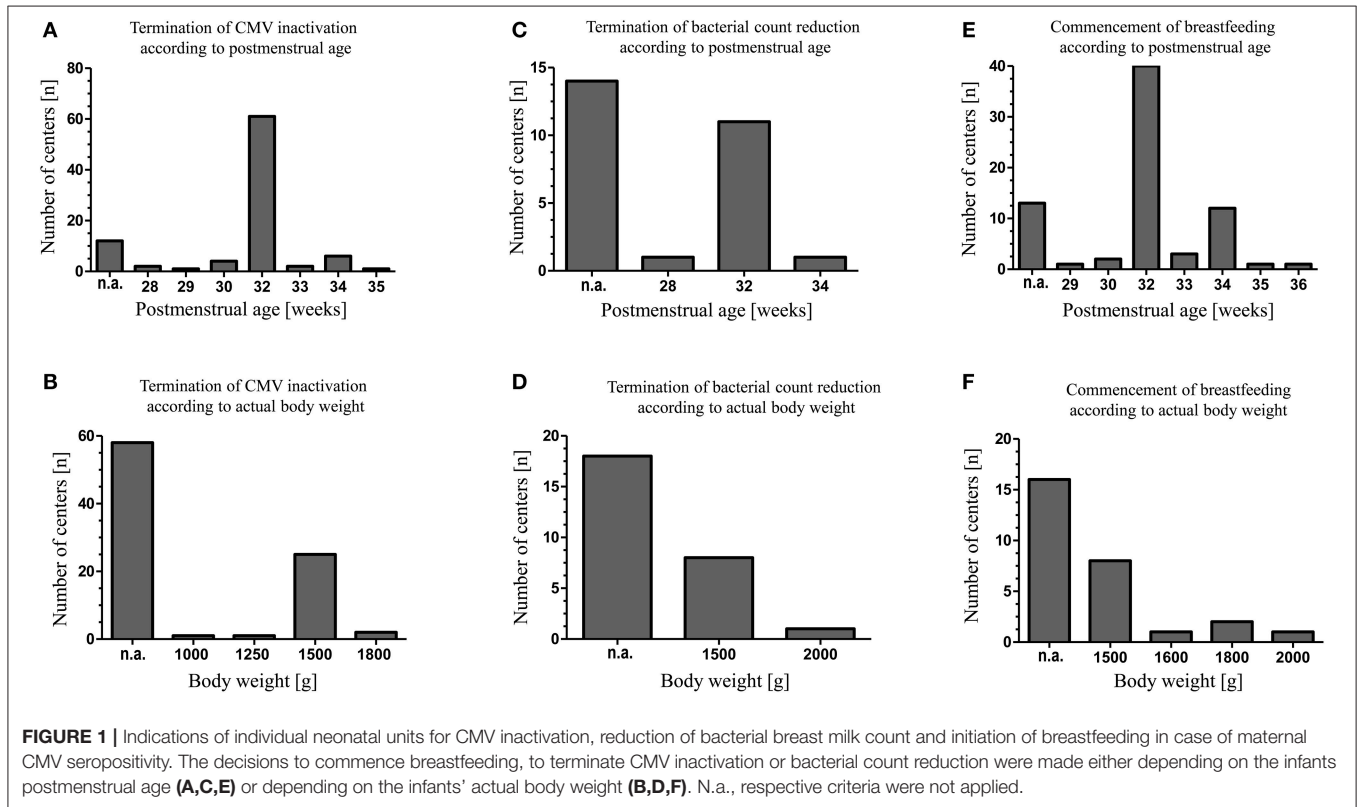 A
Termination of CMV inactivation
according to postmenstrual age
Number of centers [n]
80
60
40
20
0
n.a. 28 29 30 32 33 34 35
Postmenstrual age [weeks]
C
Termination of bacterial count reduction
according to postmenstrual age
Number of centers [n]
15
10
5
0
n.a. 28 32 34
Postmenstrual age [weeks]
E
Commencement of breastfeeding
according to postmenstrual age
Number of centers [n]
40
30
20
10
0
n.a. 29 30 32 33 34 35 36
Postmenstrual age [weeks]
B
Termination of CMV inactivation
according to actual body weight
Number of centers [n]
60
40
20
0
n.a. 1000 1250 1500 1800
Body weight [g]
D
Termination of bacterial count reduction
according to actual body weight
Number of centers [n]
20
15
10
5
0
n.a. 1500 2000
Body weight [g]
F
Commencement of breastfeeding
according to actual body weight
Number of centers [n]
20
15
10
5
0
n.a. 1500 1600 1800 2000
Body weight [g]
FIGURE 1 | Indications of individual neonatal units for CMV inactivation, reduction of bacterial breast milk count and initiation of breastfeeding in case of maternal
CMV seropositivity. The decisions to commence breastfeeding, to terminate CMV inactivation or bacterial count reduction were made either depending on the infants
postmenstrual age (A,C,E) or depending on the infants' actual body weight (B,D,F). N.a., respective criteria were not applied.